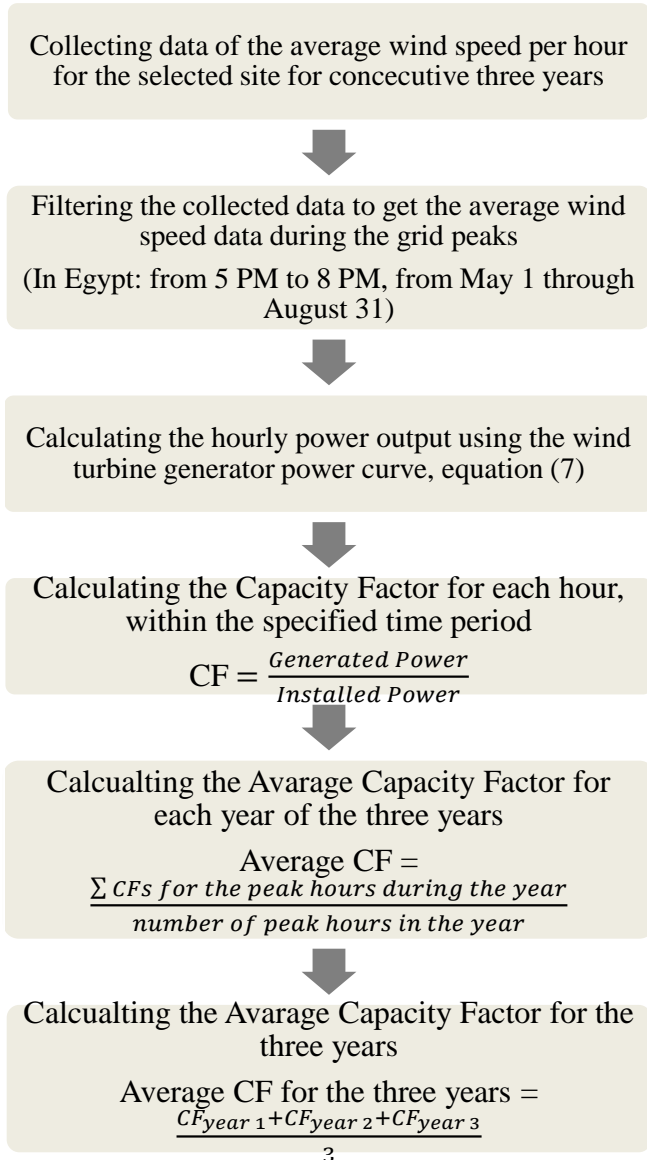 Collecting data of the average wind speed per hour
for the selected site for concecutive three years
Filtering the collected data to get the average wind
speed data during the grid peaks
(In Egypt: from 5 PM to 8 PM, from May 1 through
August 31)
Calculating the hourly power output using the wind
turbine generator power curve, equation (7)
Calculating the Capacity Factor for each hour,
within the specified time period
CF = Generated Power / Installed Power
Calcualting the Avarage Capacity Factor for
each year of the three years
Average CF =
∑ CFs for the peak hours during the year
number of peak hours in the year
Calcualting the Avarage Capacity Factor for the
three years
Average CF for the three years =
CF_year 1+CF_year 2+CF_year 3
3